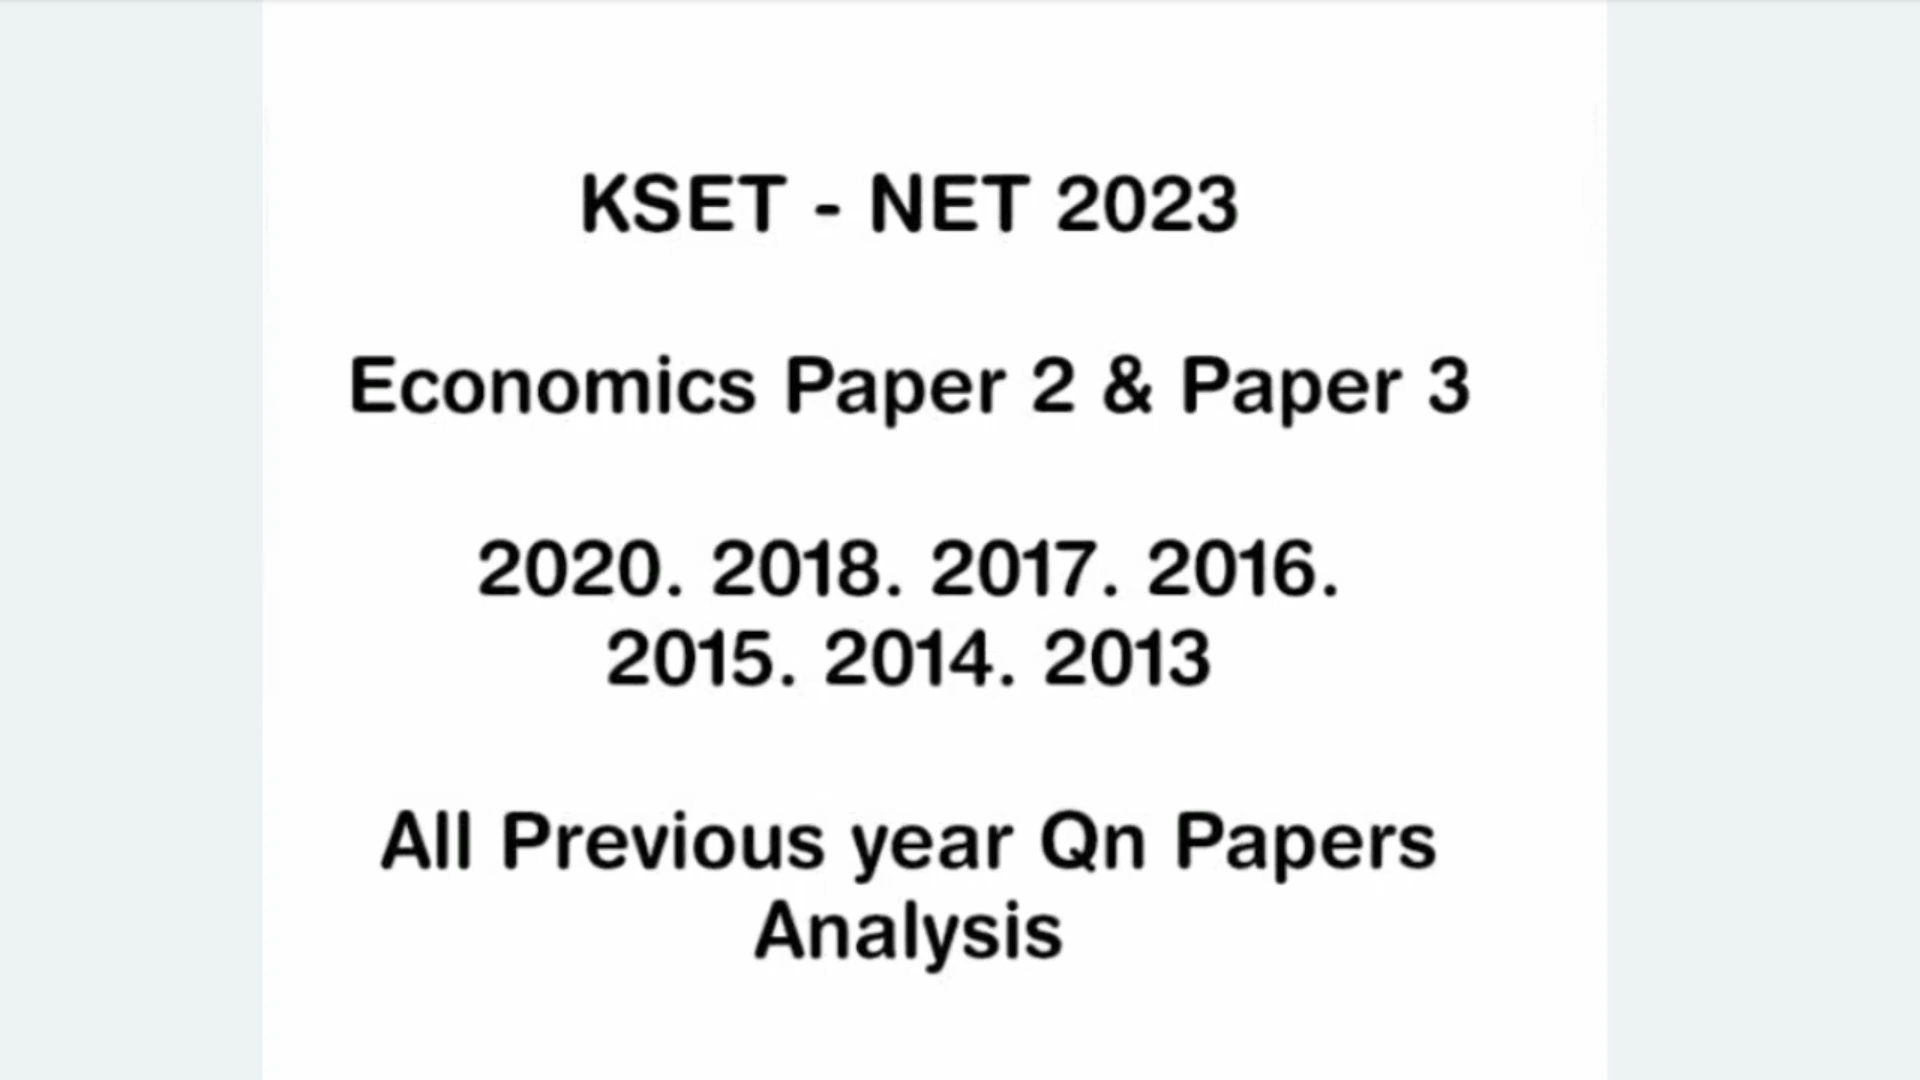 KSET - NET 2023
Economics Paper 2 & Paper 3
2020. 2018. 2017. 2016.
2015. 2014. 2013
All Previous year Qn Papers
Analysis